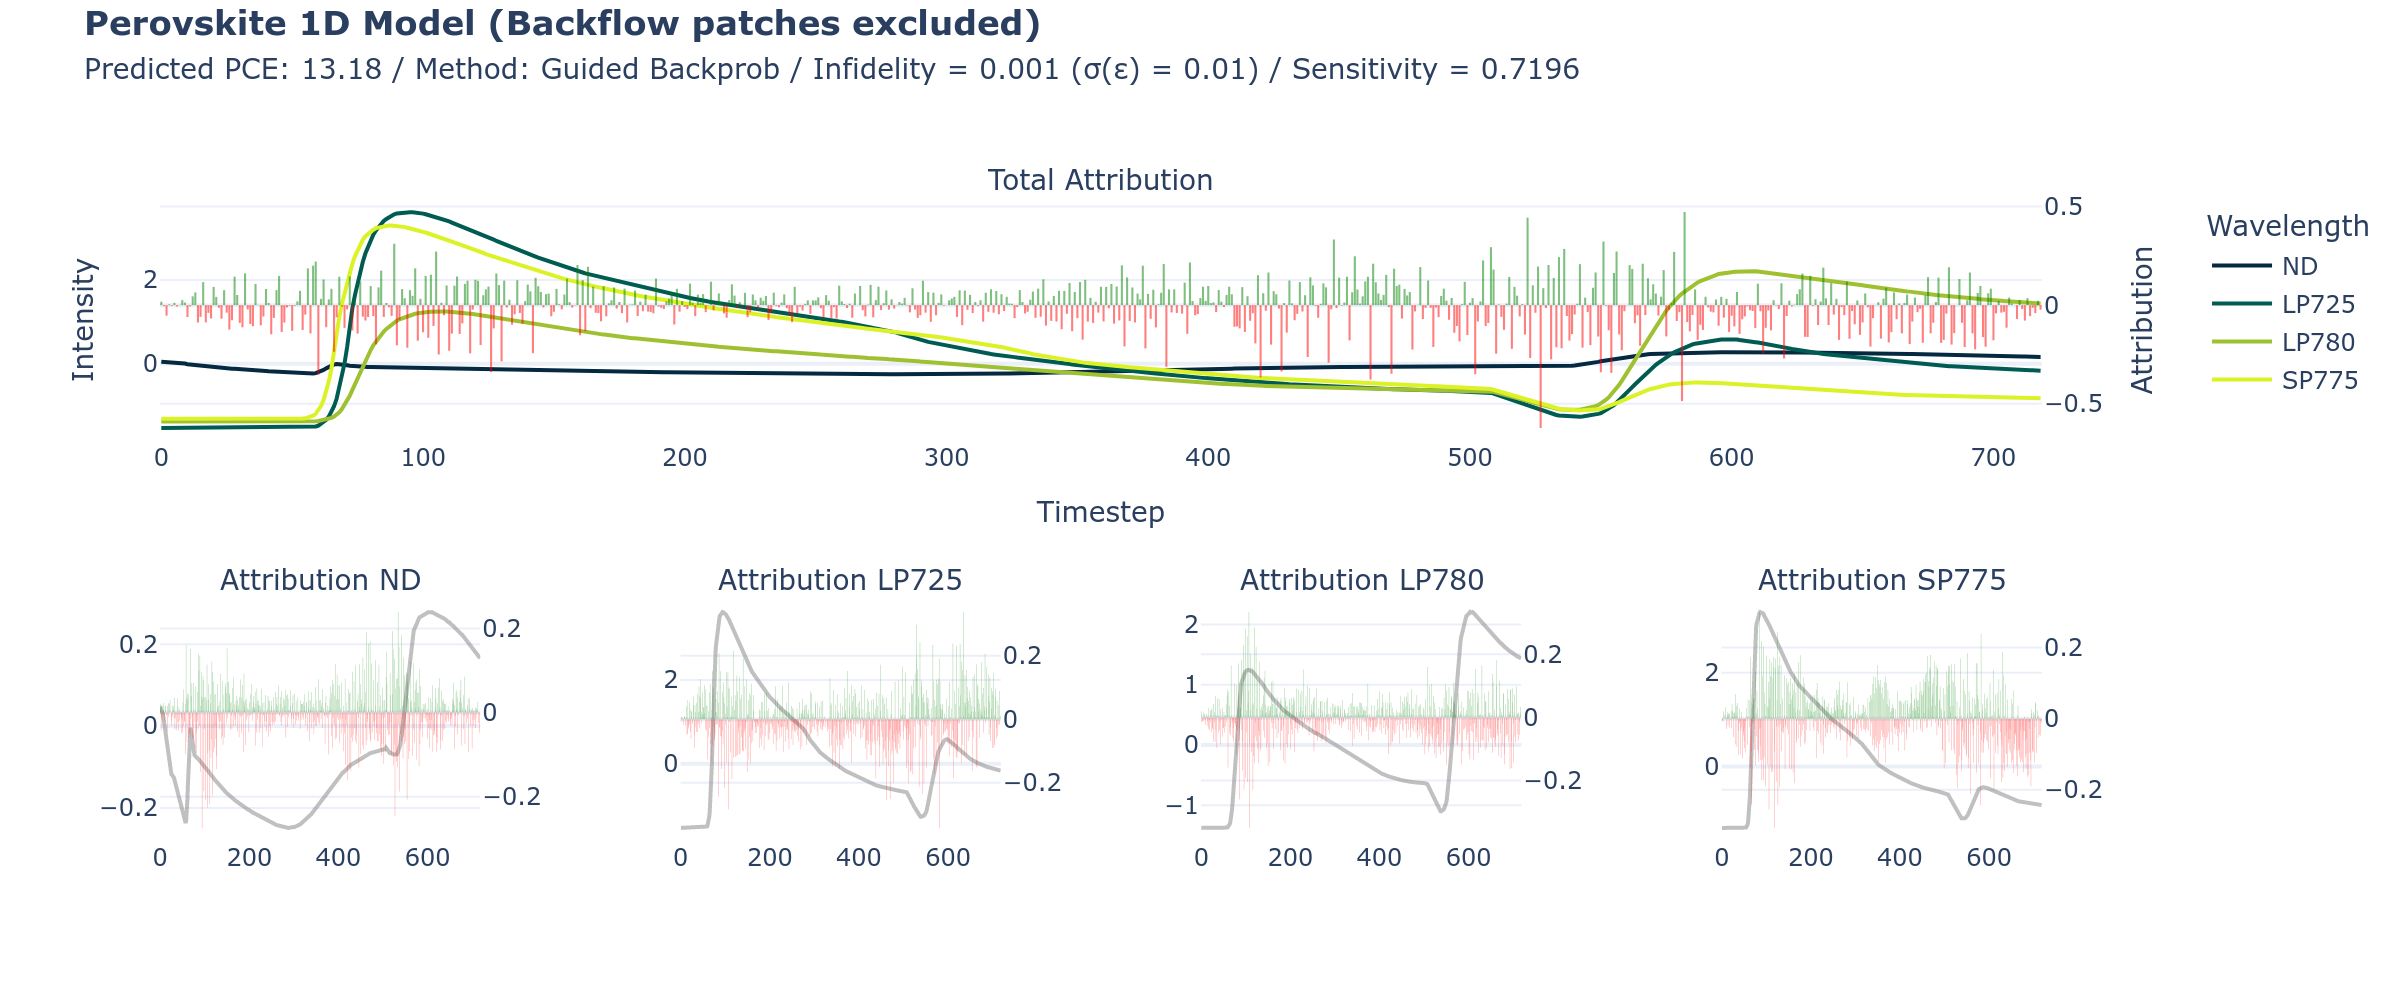 Perovskite 1D Model (Backflow patches excluded)
Predicted PCE: 13.18 / Method: Guided Backprob / Infidelity = 0.001 (σ(ε) = 0.01) / Sensitivity = 0.7196
Total Attribution
Intensity
2
0
0.5
0
−0.5
Attribution
0 100 200 300 400 500 600 700
Timestep
Wavelength
ND
LP725
LP780
SP775
Attribution ND
0.2
0
−0.2
0.2
0
−0.2
0 200 400 600
Attribution LP725
2
0
0.2
0
−0.2
0 200 400 600
Attribution LP780
2
1
0
−1
0.2
0
−0.2
0 200 400 600
Attribution SP775
2
0
0.2
0
−0.2
0 200 400 600